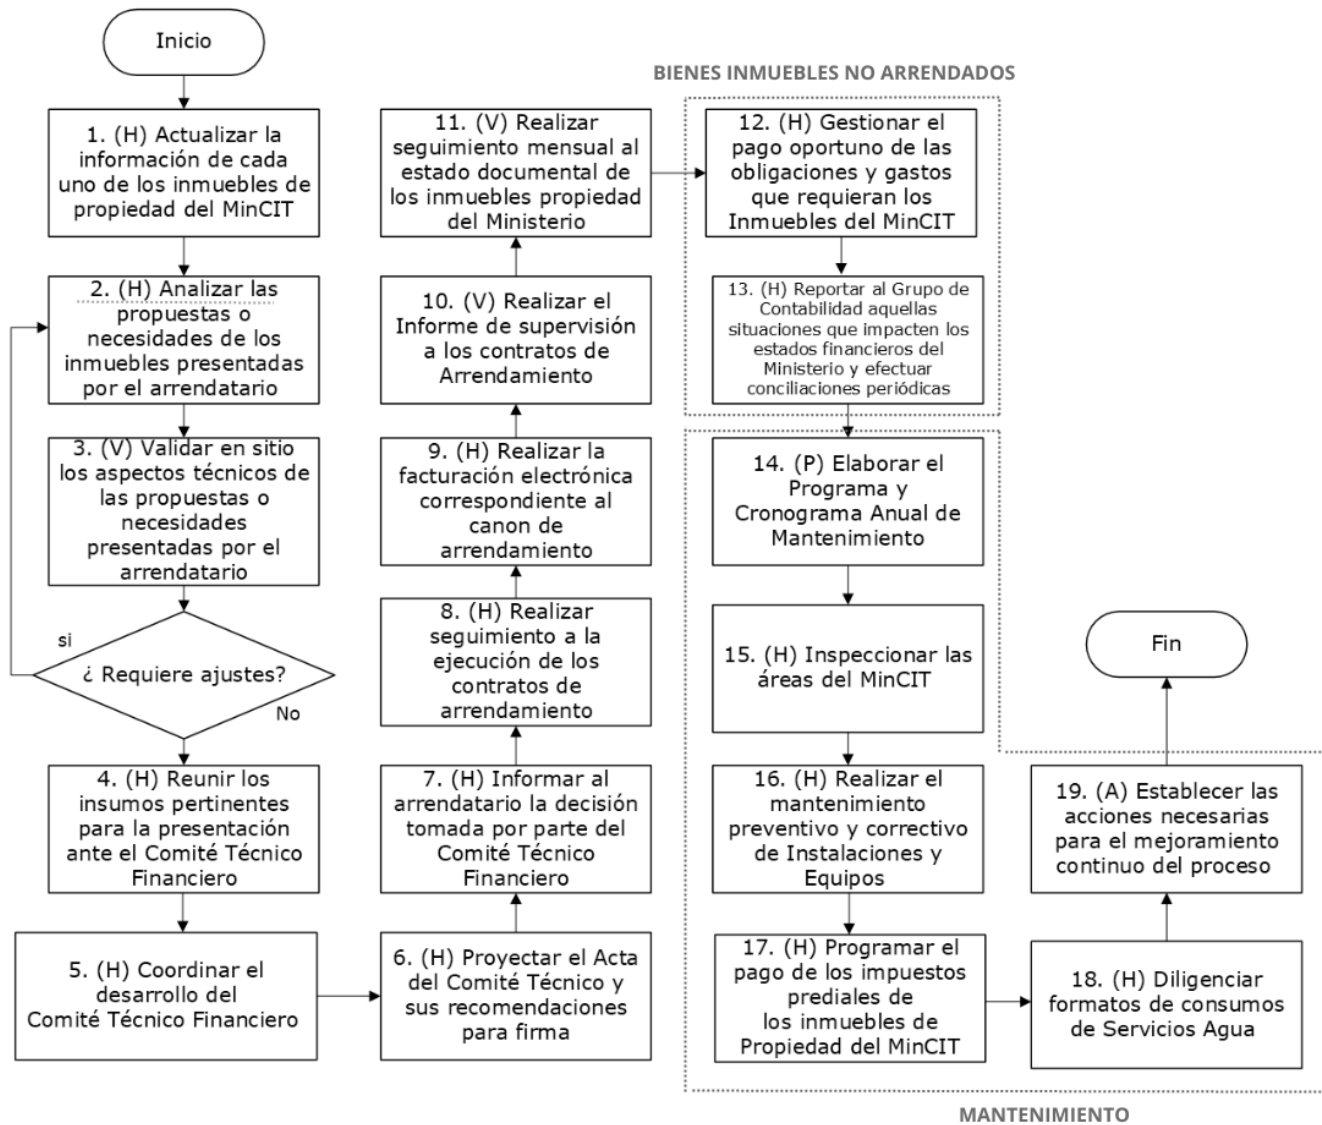 Inicio
1. (H) Actualizar la
información de cada
uno de los inmuebles de
propiedad del MinCIT
2. (H) Analizar las
propuestas o
necesidades de los
inmuebles presentadas
por el arrendatario
3. (V) Validar en sitio
los aspectos técnicos de
las propuestas o
necesidades
presentadas por el
arrendatario
si
¿ Requiere ajustes?
No
4. (H) Reunir los
insumos pertinentes
para la presentación
ante el Comité Técnico
Financiero
5. (H) Coordinar el
desarrollo del
Comité Técnico Financiero
6. (H) Proyectar el Acta
del Comité Técnico y
sus recomendaciones
para firma
7. (H) Informar al
arrendatario la decisión
tomada por parte del
Comité Técnico
Financiero
8. (H) Realizar
seguimiento a la
ejecución de los
contratos de
arrendamiento
9. (H) Realizar la
facturación electrónica
correspondiente al
canon de
arrendamiento
10. (V) Realizar el
Informe de supervisión
a los contratos de
Arrendamiento
11. (V) Realizar
seguimiento mensual al
estado documental de
los inmuebles propiedad
del Ministerio
BIENES INMUEBLES NO ARRENDADOS
12. (H) Gestionar el
pago oportuno de las
obligaciones y gastos
que requieran los
Inmuebles del MinCIT
13. (H) Reportar al Grupo de
Contabilidad aquellas
situaciones que impacten los
estados financieros del
Ministerio y efectuar
conciliaciones periódicas
14. (P) Elaborar el
Programa y
Cronograma Anual de
Mantenimiento
15. (H) Inspeccionar las
áreas del MinCIT
16. (H) Realizar el
mantenimiento
preventivo y correctivo
de Instalaciones y
Equipos
17. (H) Programar el
pago de los impuestos
prediales de
los inmuebles de
Propiedad del MinCIT
18. (H) Diligenciar
formatos de consumos
de Servicios Agua
19. (A) Establecer las
acciones necesarias
para el mejoramiento
continuo del proceso
Fin
MANTENIMIENTO